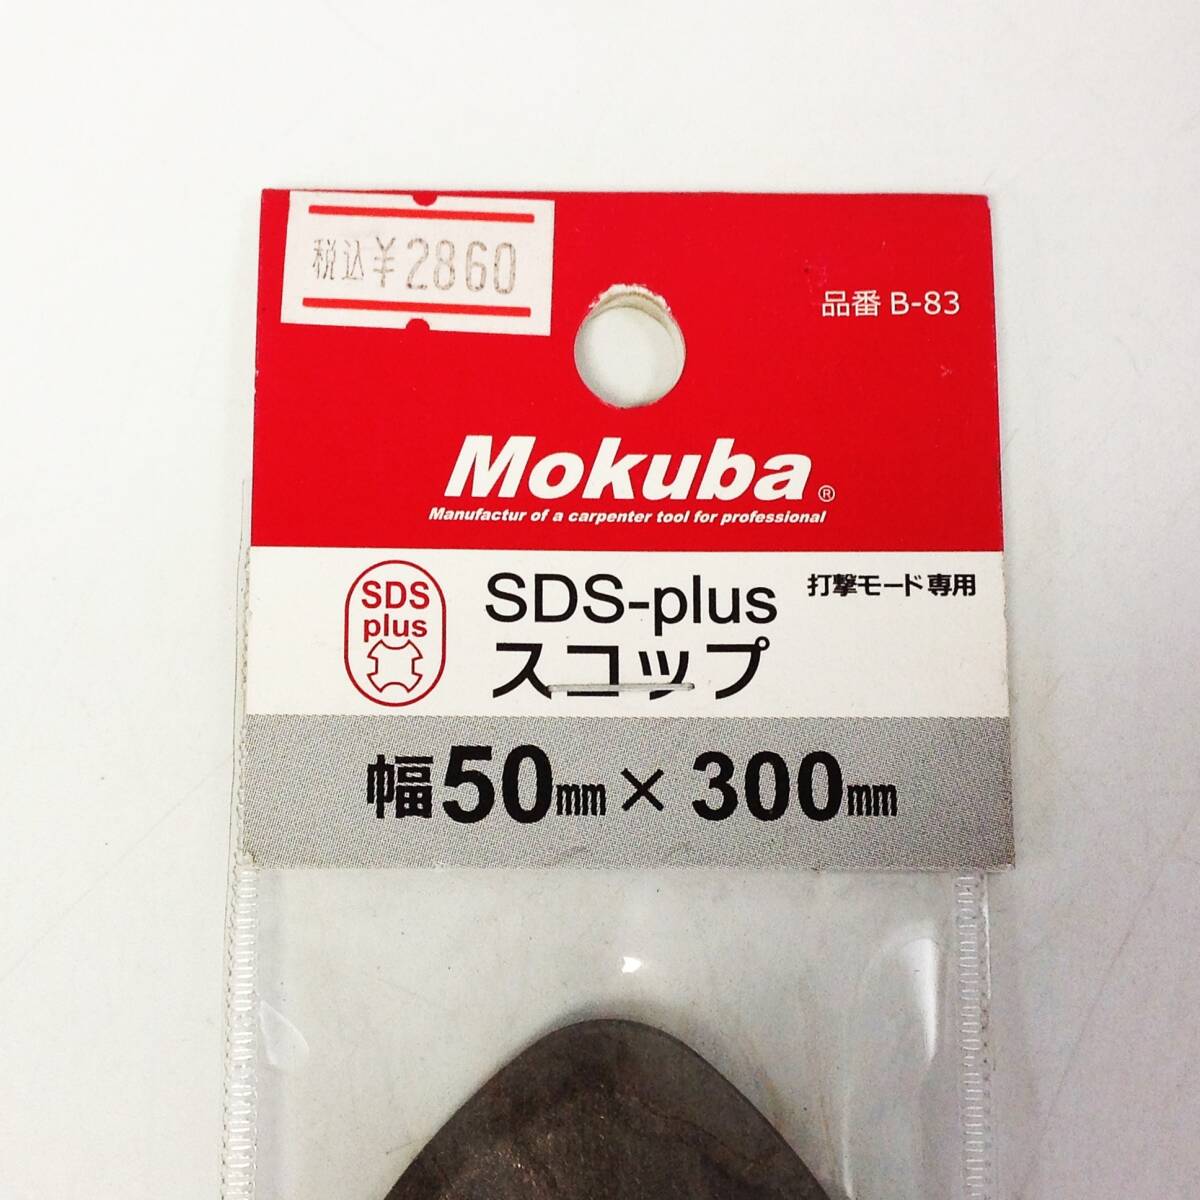 税込¥2860
品番 B-83
Mokuba®
Manufactur of a carpenter tool for professional
SDS
plus
SDS-plus
打撃モード専用
スコップ
幅50mm×300mm